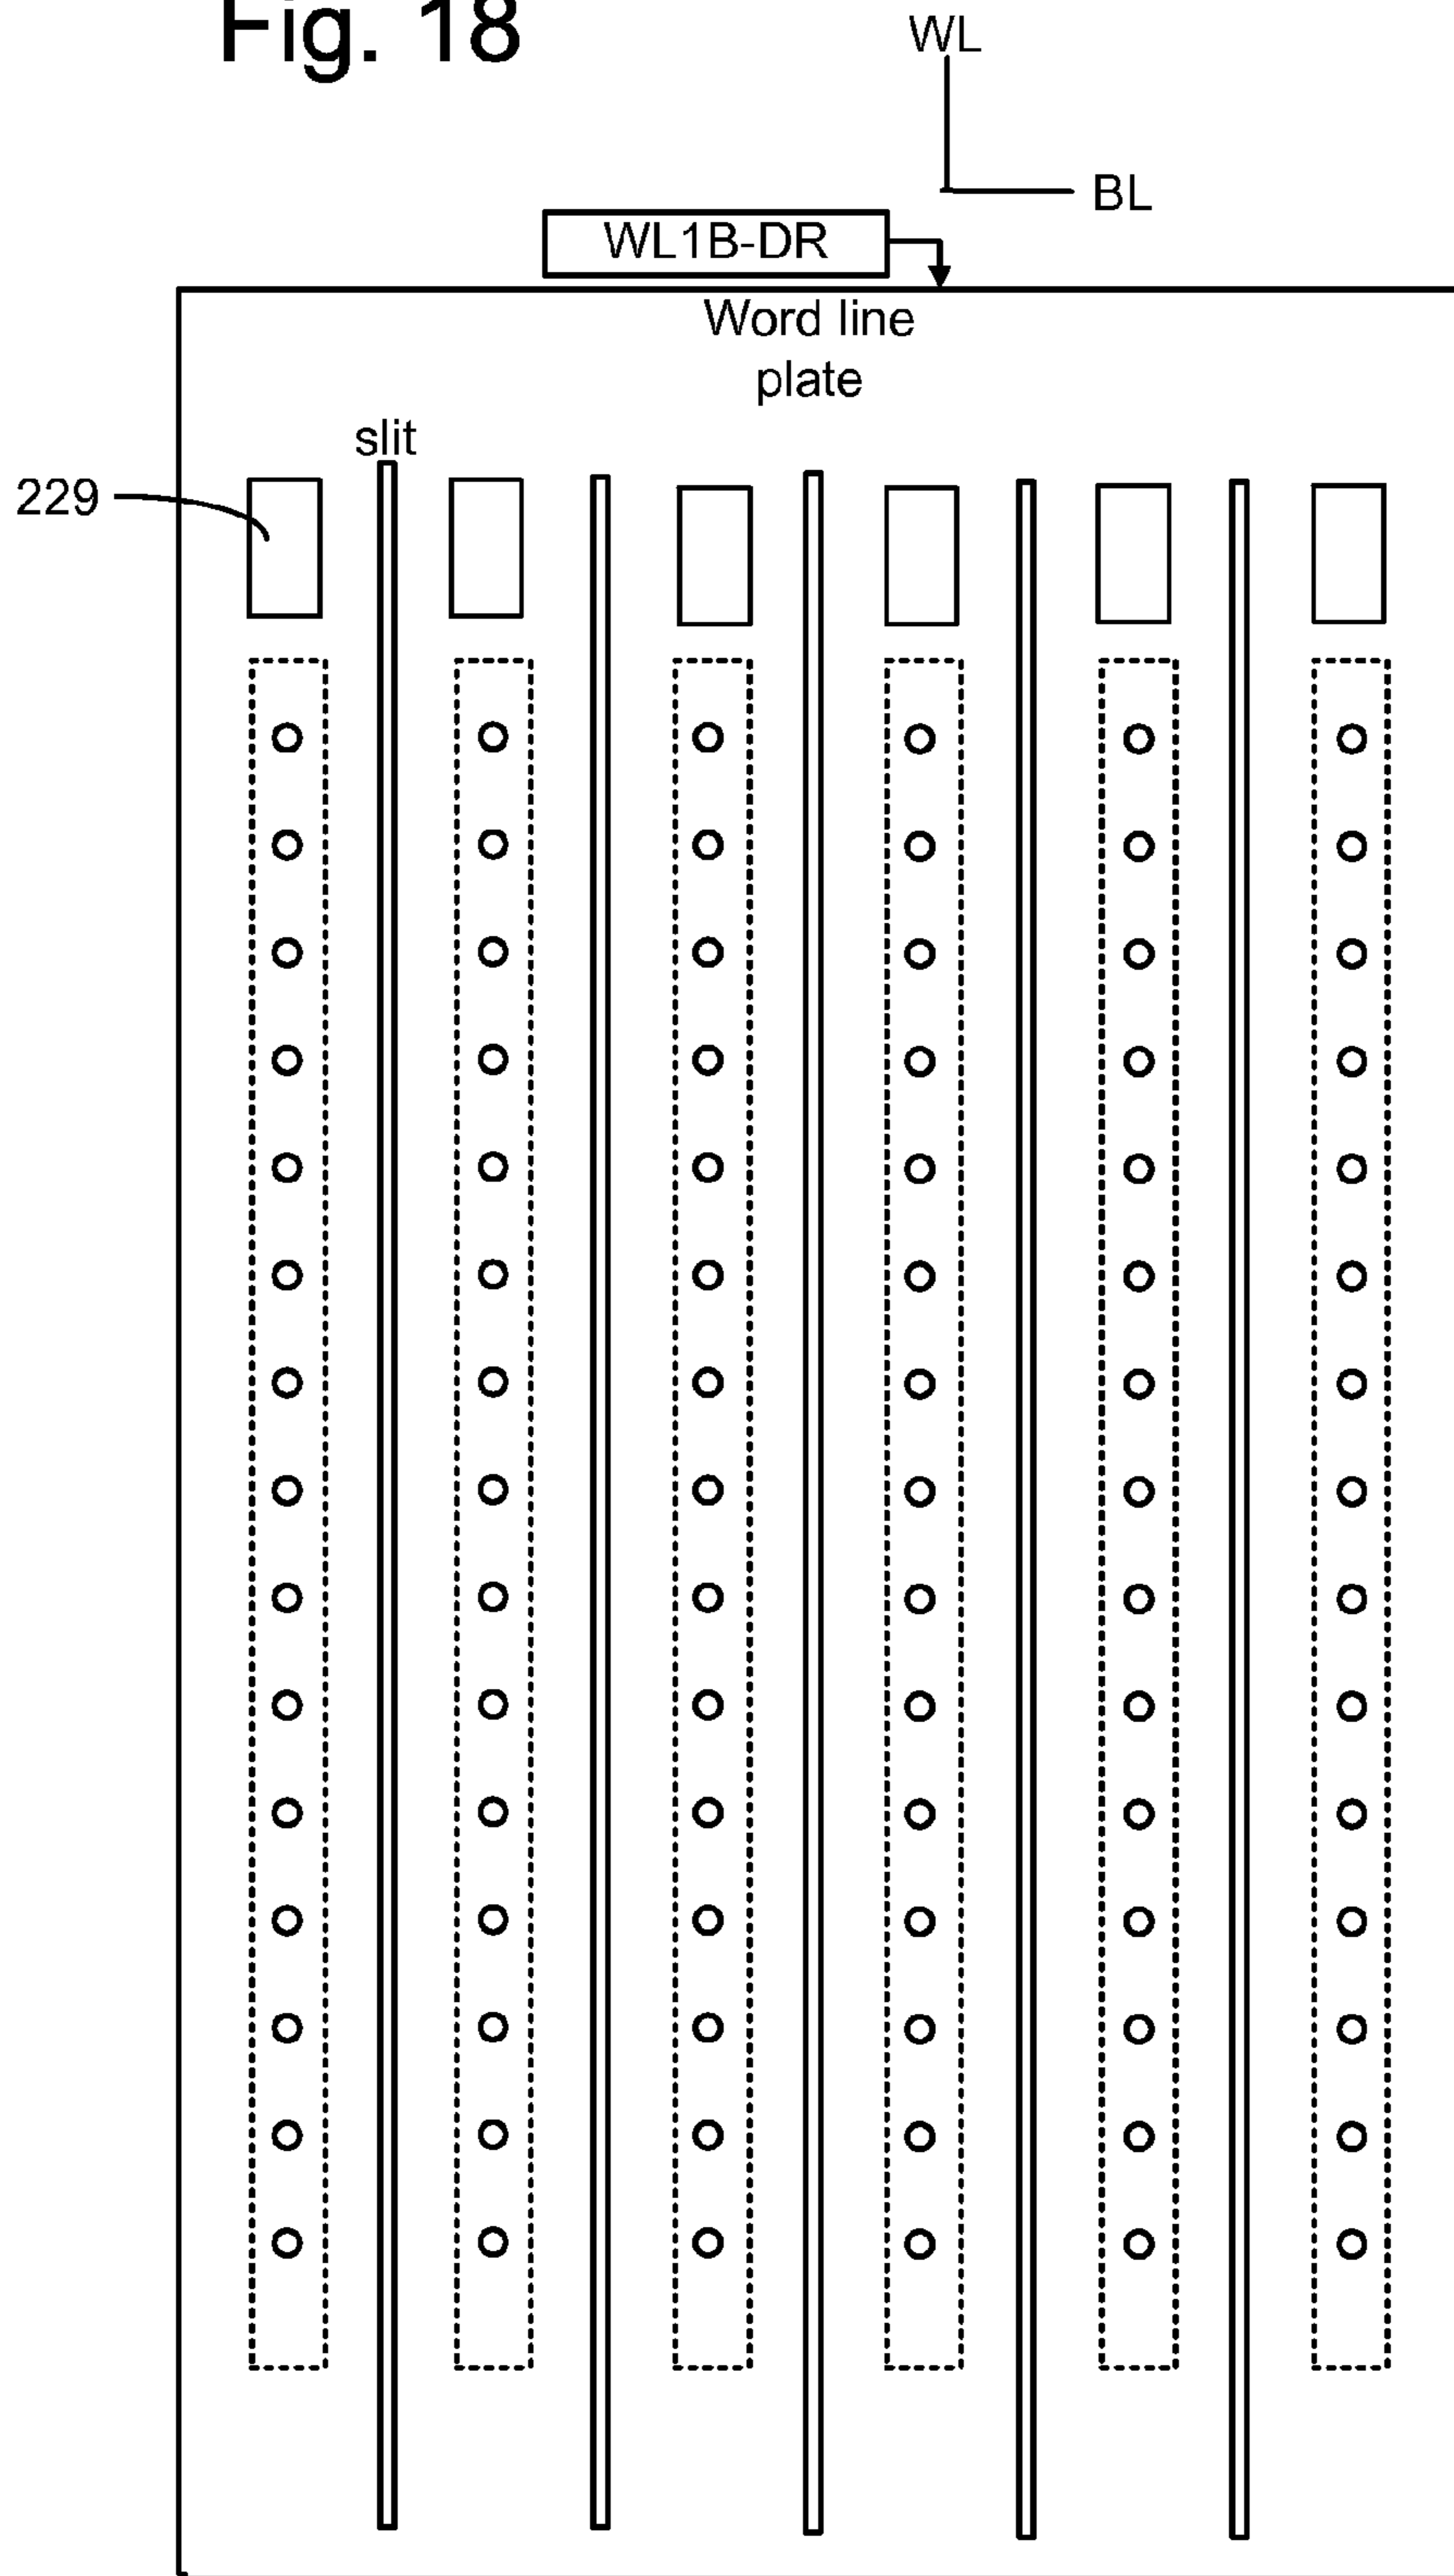 Fig. 18
WL
BL
WL1B-DR
Word line
plate
slit
229